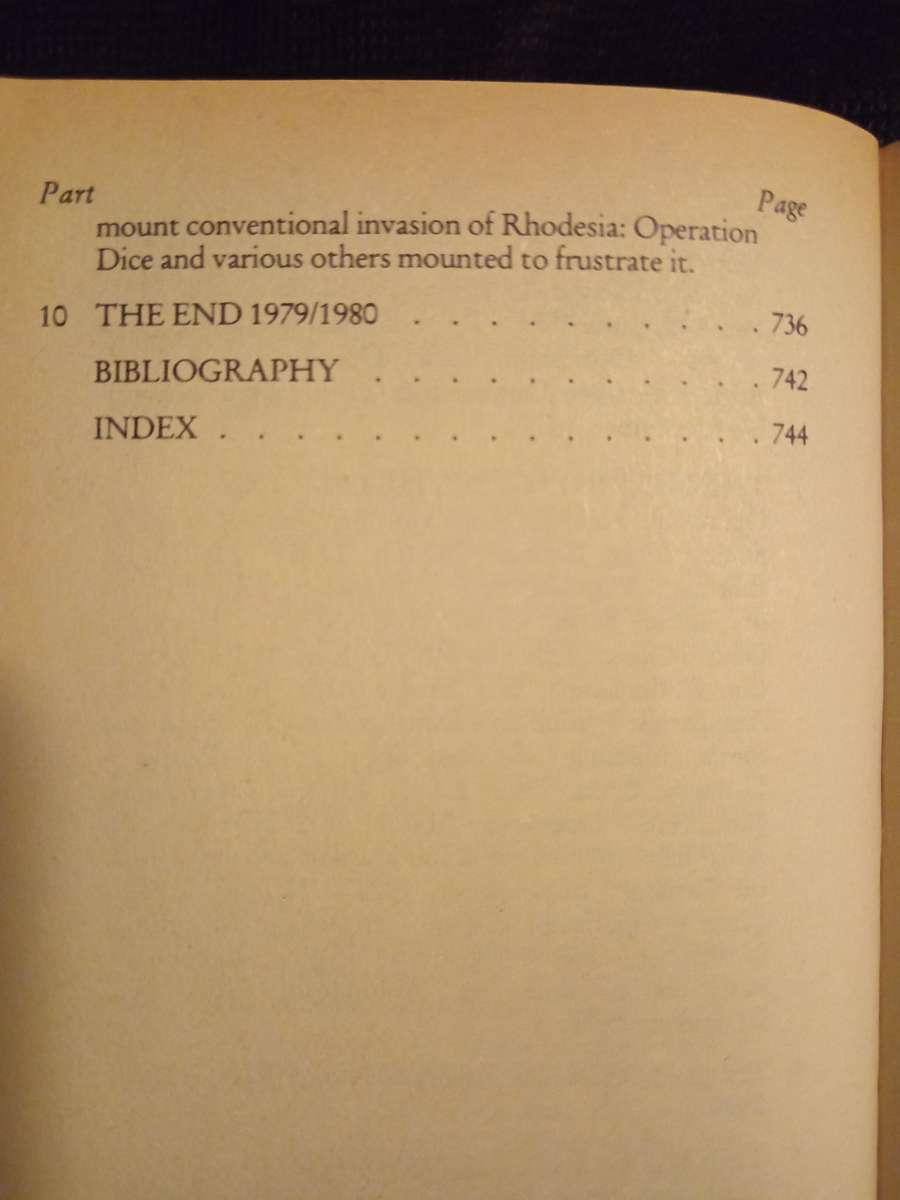 Part Page
mount conventional invasion of Rhodesia: Operation
Dice and various others mounted to frustrate it.
10 THE END 1979/1980 . . . . . . . . . . 736
BIBLIOGRAPHY . . . . . . . . . . . 742
INDEX . . . . . . . . . . . . . . . 744